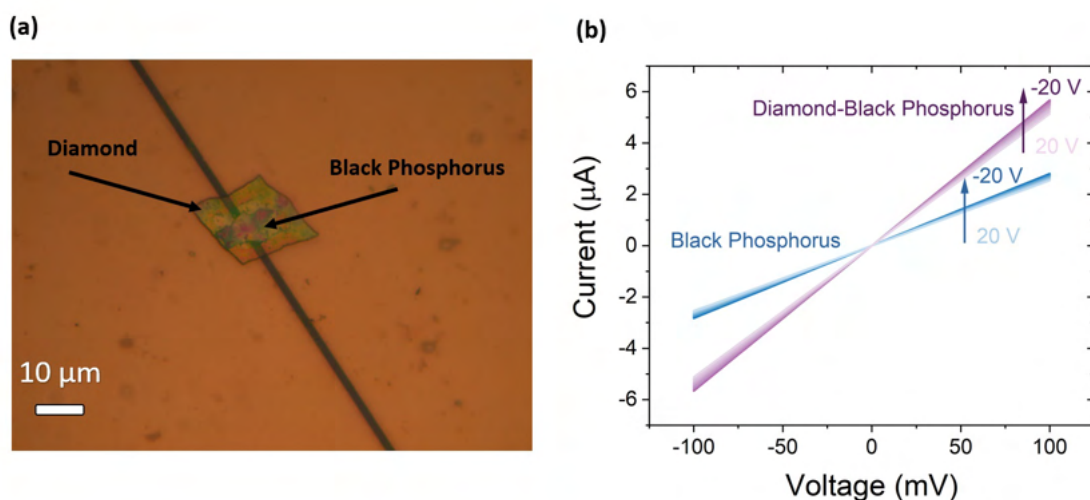 (a)
Diamond
Black Phosphorus
10 μm
(b)
Current (μA)
6
4
2
0
-2
-4
-6
Diamond-Black Phosphorus
-20 V
20 V
Black Phosphorus
-20 V
20 V
-100 -50 0 50 100
Voltage (mV)